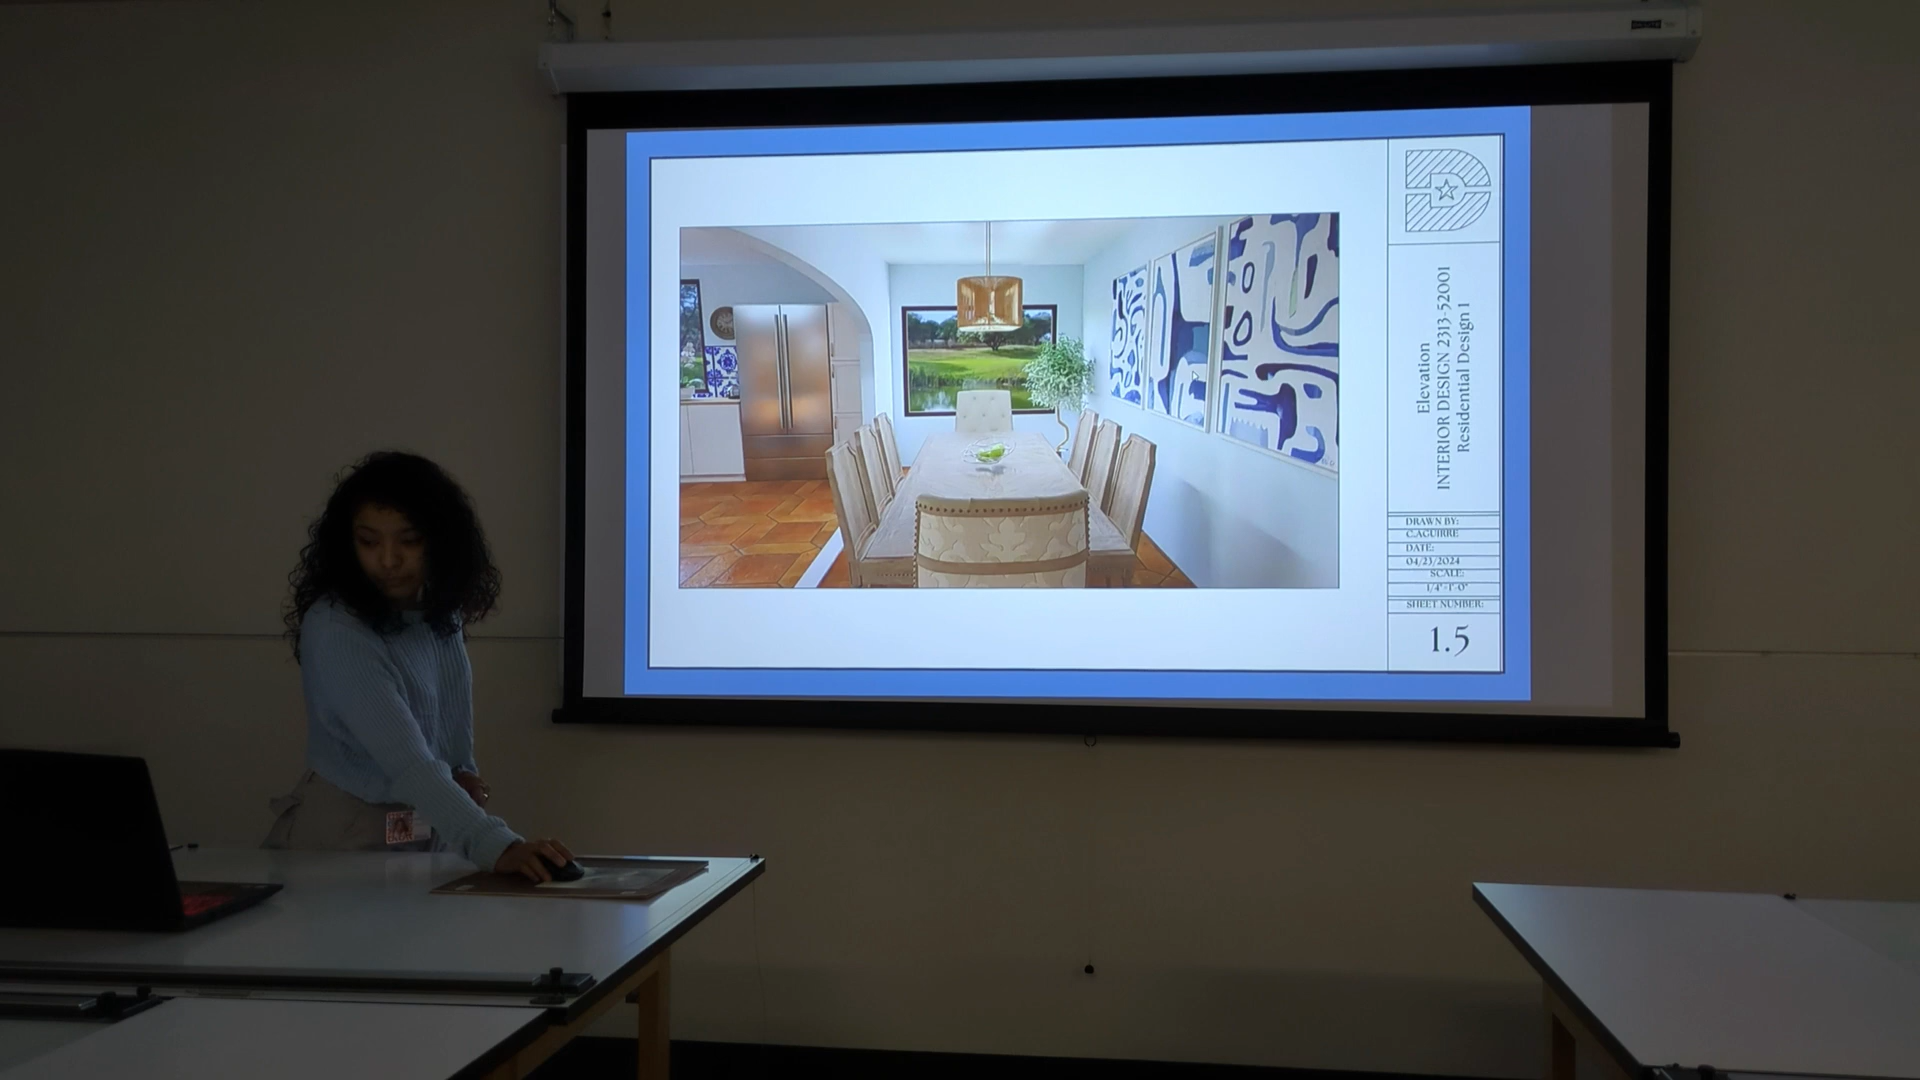 Elevation
INTERIOR DESIGN 2313-52001
Residential Design 1
DRAWN BY:
C.AGUIRRE
DATE:
04/23/2024
SCALE:
1/4"-1'-0"
SHEET NUMBER:
1.5